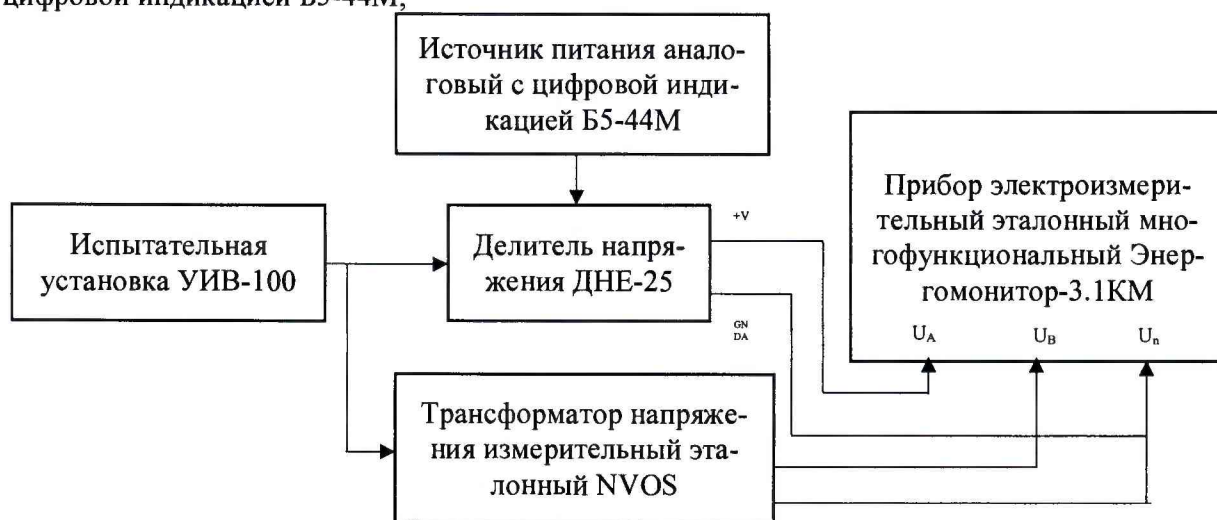 цифровой индикацией Б5-44М;
Источник питания анало-
говый с цифровой инди-
кацией Б5-44М
Испытательная
установка УИВ-100
Делитель напря-
жения ДНЕ-25
+V
GN
DA
Прибор электроизмери-
тельный эталонный мно-
гофункциональный Энер-
гомонитор-3.1КМ
UA UB Un
Трансформатор напряже-
ния измерительный эта-
лонный NVOS